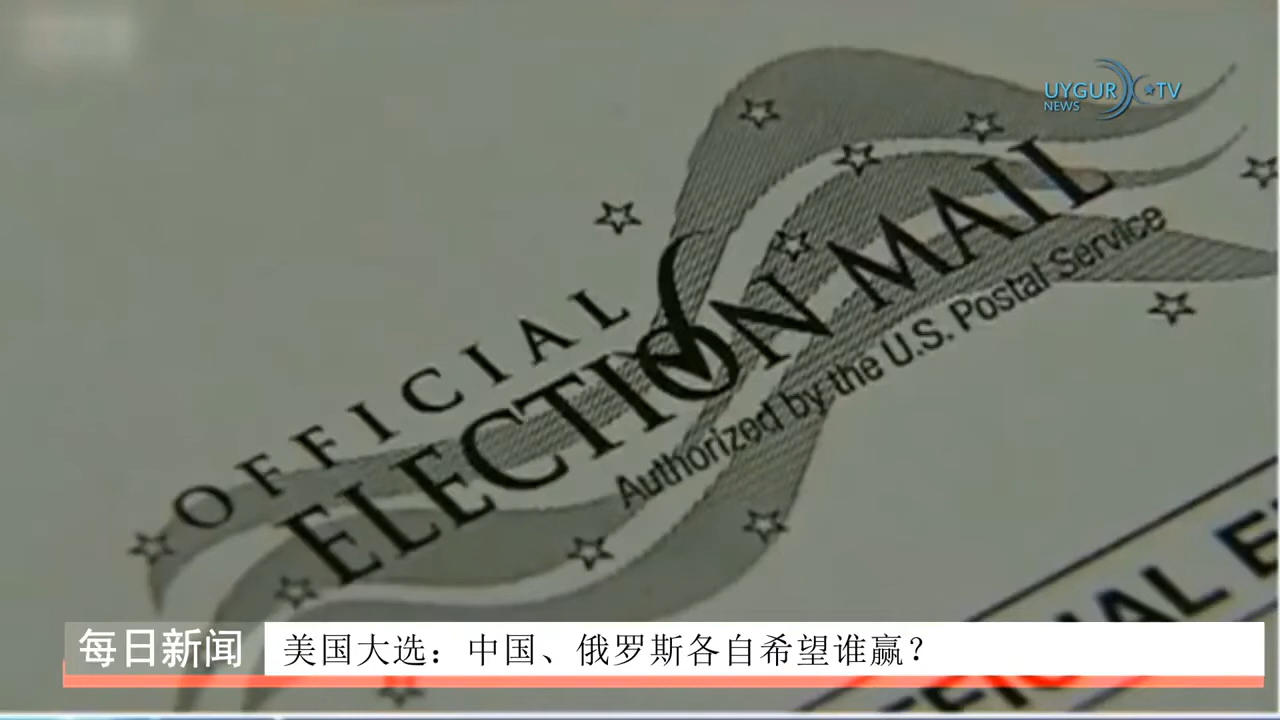 UYGUR TV
NEWS
OFFICIAL
ELECTION MAIL
Authorized by the U.S. Postal Service
每日新闻
美国大选：中国、俄罗斯各自希望谁赢？